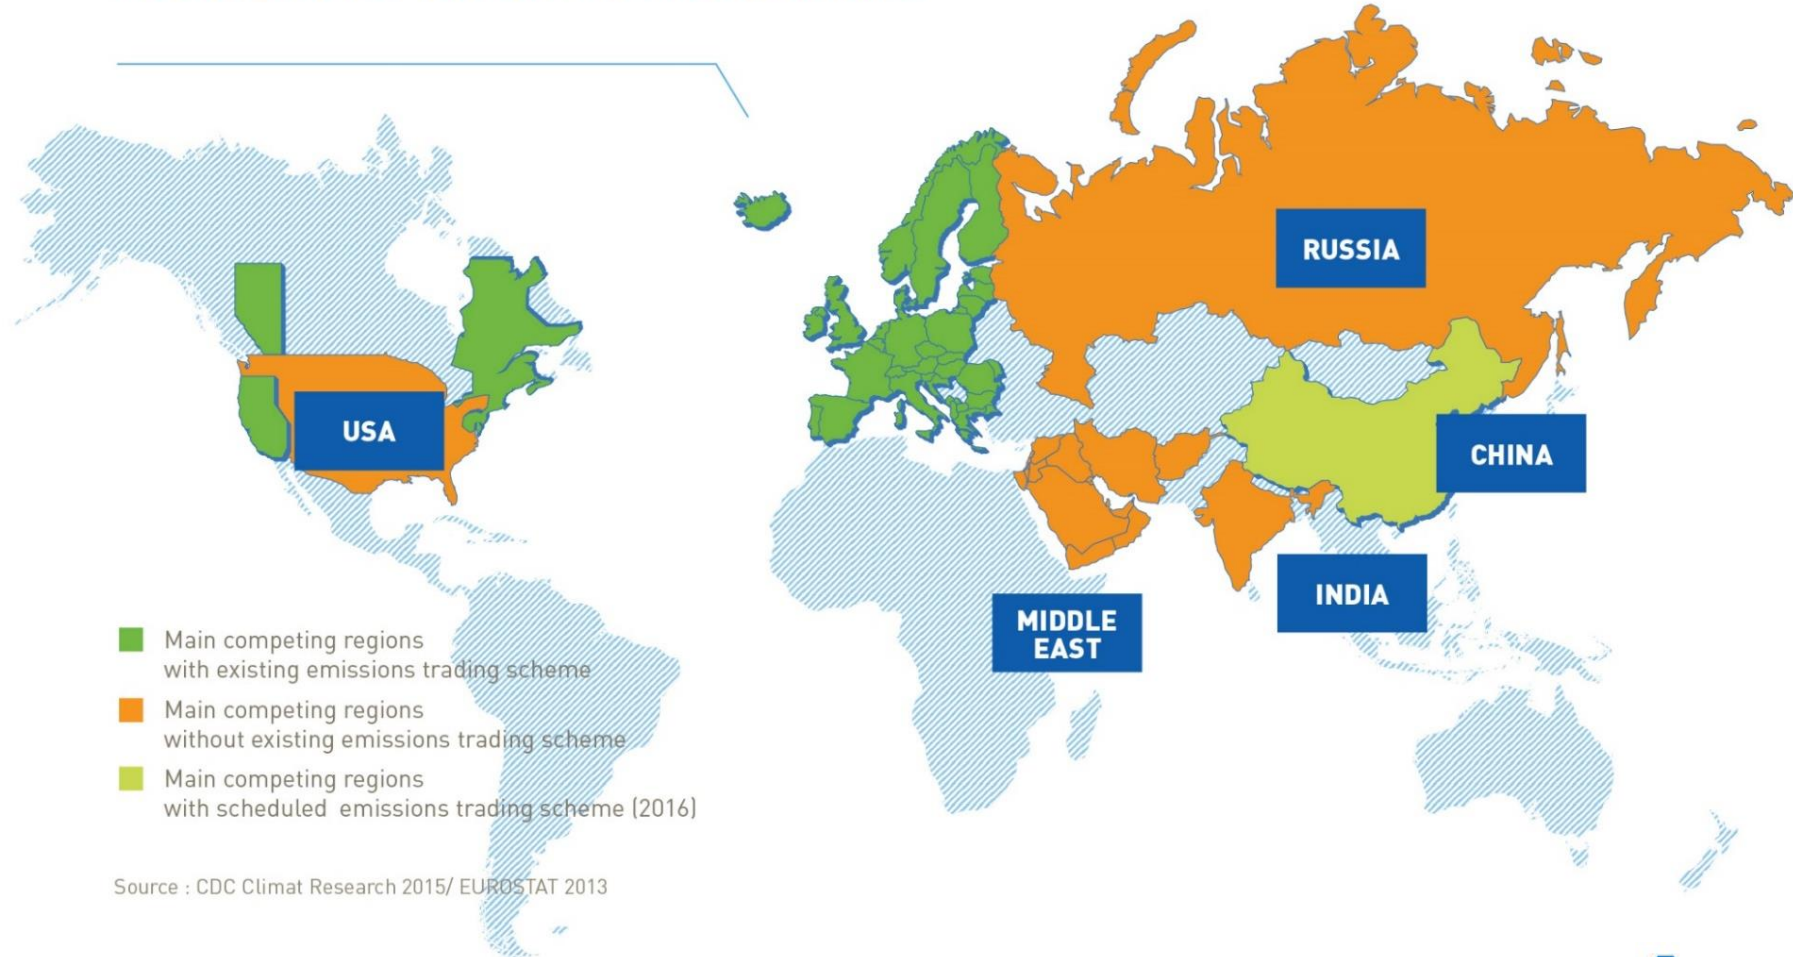 RUSSIA
USA
CHINA
INDIA
MIDDLE
EAST
Main competing regions
with existing emissions trading scheme
Main competing regions
without existing emissions trading scheme
Main competing regions
with scheduled emissions trading scheme (2016)
Source : CDC Climat Research 2015/ EUROSTAT 2013